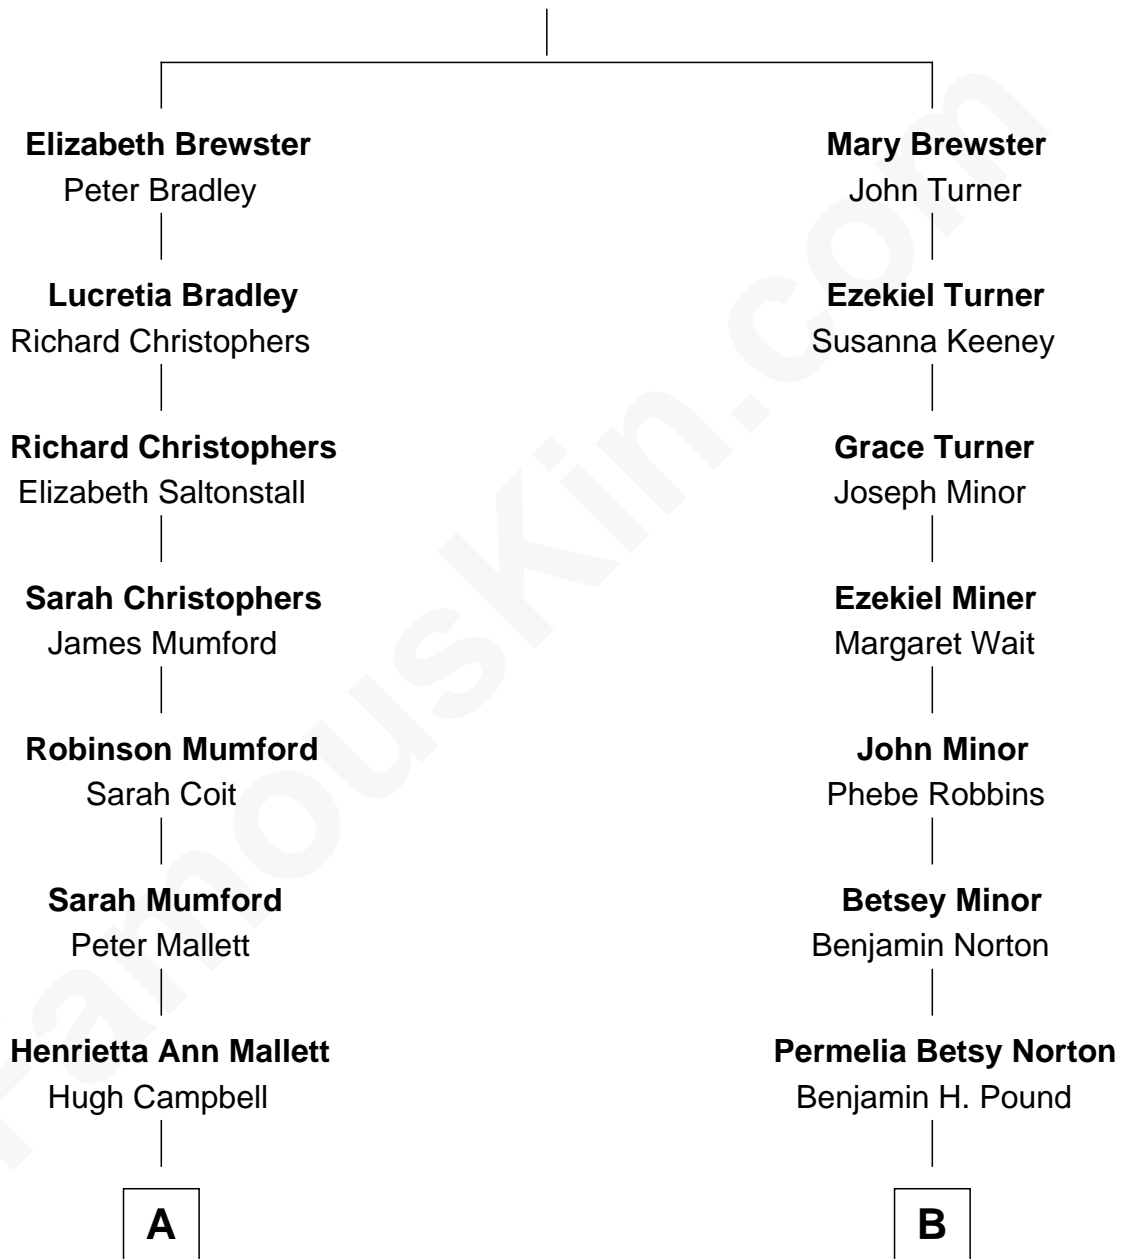 Elizabeth Brewster
Peter Bradley
Lucretia Bradley
Richard Christophers
Richard Christophers
Elizabeth Saltonstall
Sarah Christophers
James Mumford
Robinson Mumford
Sarah Coit
Sarah Mumford
Peter Mallett
Henrietta Ann Mallett
Hugh Campbell
A
Mary Brewster
John Turner
Ezekiel Turner
Susanna Keeney
Grace Turner
Joseph Minor
Ezekiel Miner
Margaret Wait
John Minor
Phebe Robbins
Betsey Minor
Benjamin Norton
Permelia Betsy Norton
Benjamin H. Pound
B
FamousKin.com